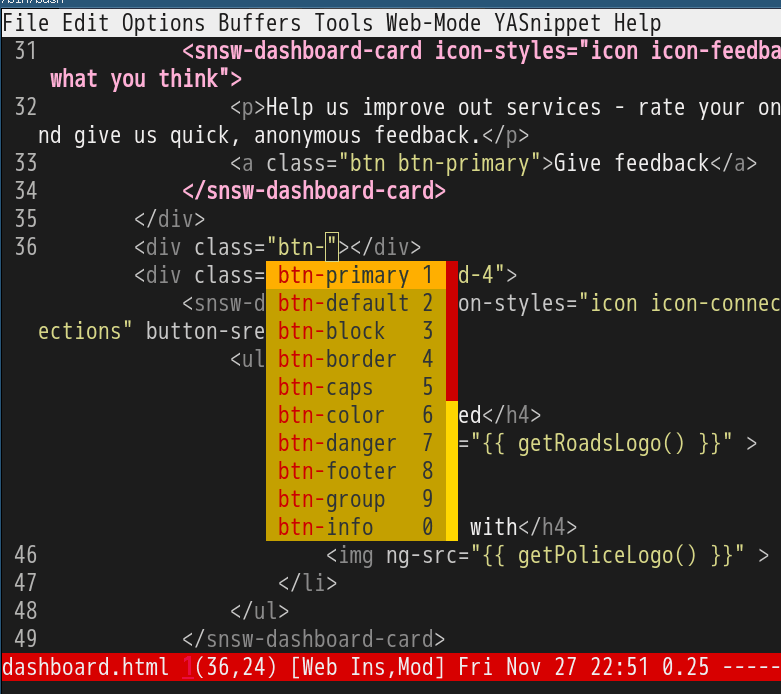 /bin/bash
File Edit Options Buffers Tools Web-Mode YASnippet Help
31 <snsw-dashboard-card icon-styles="icon icon-feedba
what you think">
32 <p>Help us improve out services - rate your on
nd give us quick, anonymous feedback.</p>
33 <a class="btn btn-primary">Give feedback</a>
34 </snsw-dashboard-card>
35 </div>
36 <div class="btn-"></div>
<div class= btn-primary 1 d-4">
<snsw-d btn-default 2 on-styles="icon icon-connec
ections" button-sre btn-block 3
<ul btn-border 4
btn-caps 5
btn-color 6 ed</h4>
btn-danger 7 ="{{ getRoadsLogo() }}" >
btn-footer 8
btn-group 9
btn-info 0 with</h4>
46 <img ng-src="{{ getPoliceLogo() }}" >
47 </li>
48 </ul>
49 </snsw-dashboard-card>
dashboard.html 1(36,24) [Web Ins,Mod] Fri Nov 27 22:51 0.25 -----